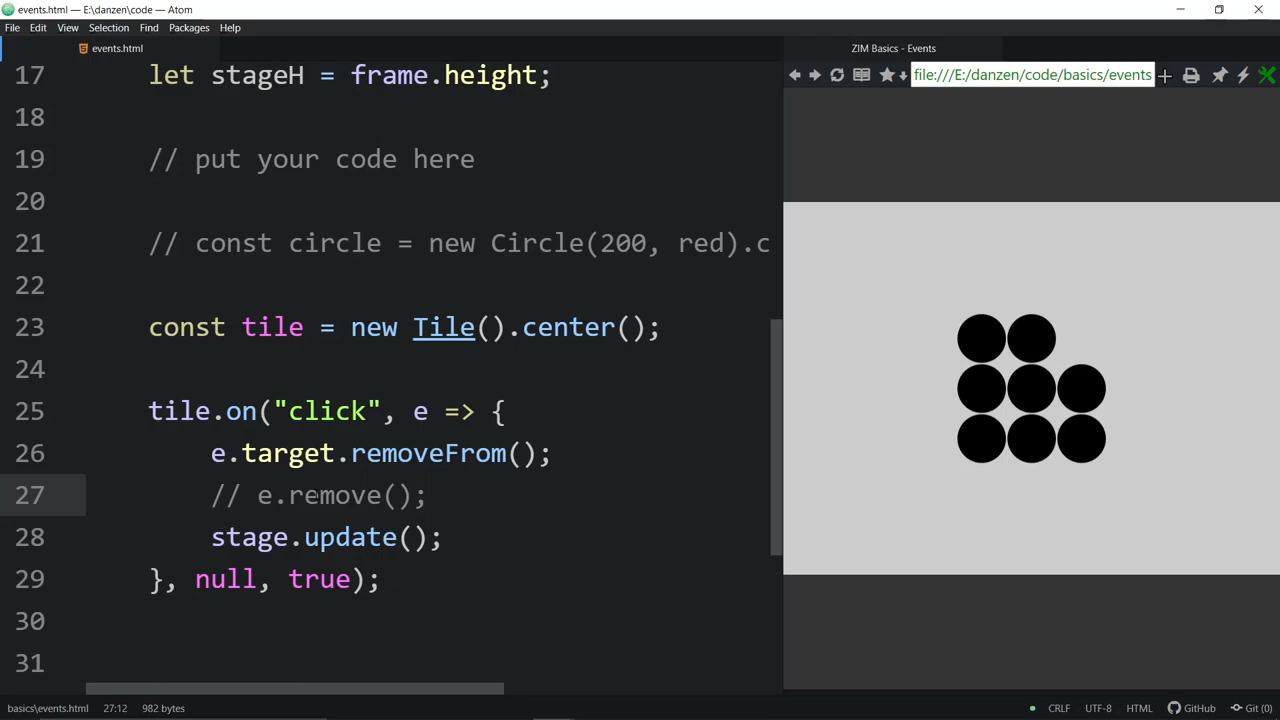 events.html — E:\danzen\code — Atom
File Edit View Selection Find Packages Help
events.html
ZIM Basics - Events
file:///E:/danzen/code/basics/events
17 let stageH = frame.height;
18
19 // put your code here
20
21 // const circle = new Circle(200, red).c
22
23 const tile = new Tile().center();
24
25 tile.on("click", e => {
26 e.target.removeFrom();
27 // e.remove();
28 stage.update();
29 }, null, true);
30
31
basics\events.html 27:12 982 bytes CRLF UTF-8 HTML GitHub Git (0)